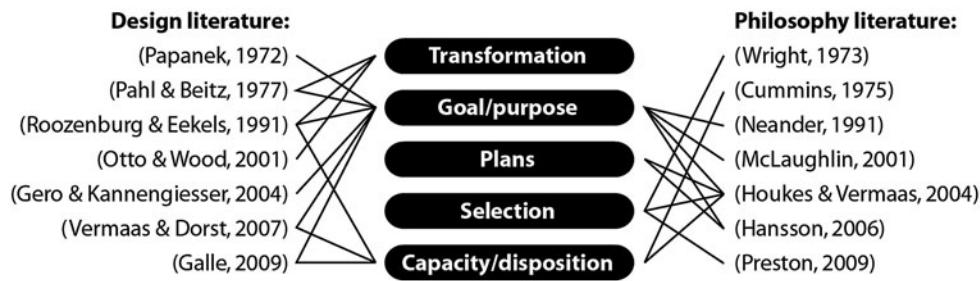 Design literature:
(Papanek, 1972)
(Pahl & Beitz, 1977)
(Roozenburg & Eekels, 1991)
(Otto & Wood, 2001)
(Gero & Kannengiesser, 2004)
(Vermaas & Dorst, 2007)
(Galle, 2009)
Transformation
Goal/purpose
Plans
Selection
Capacity/disposition
Philosophy literature:
(Wright, 1973)
(Cummins, 1975)
(Neander, 1991)
(McLaughlin, 2001)
(Houkes & Vermaas, 2004)
(Hansson, 2006)
(Preston, 2009)